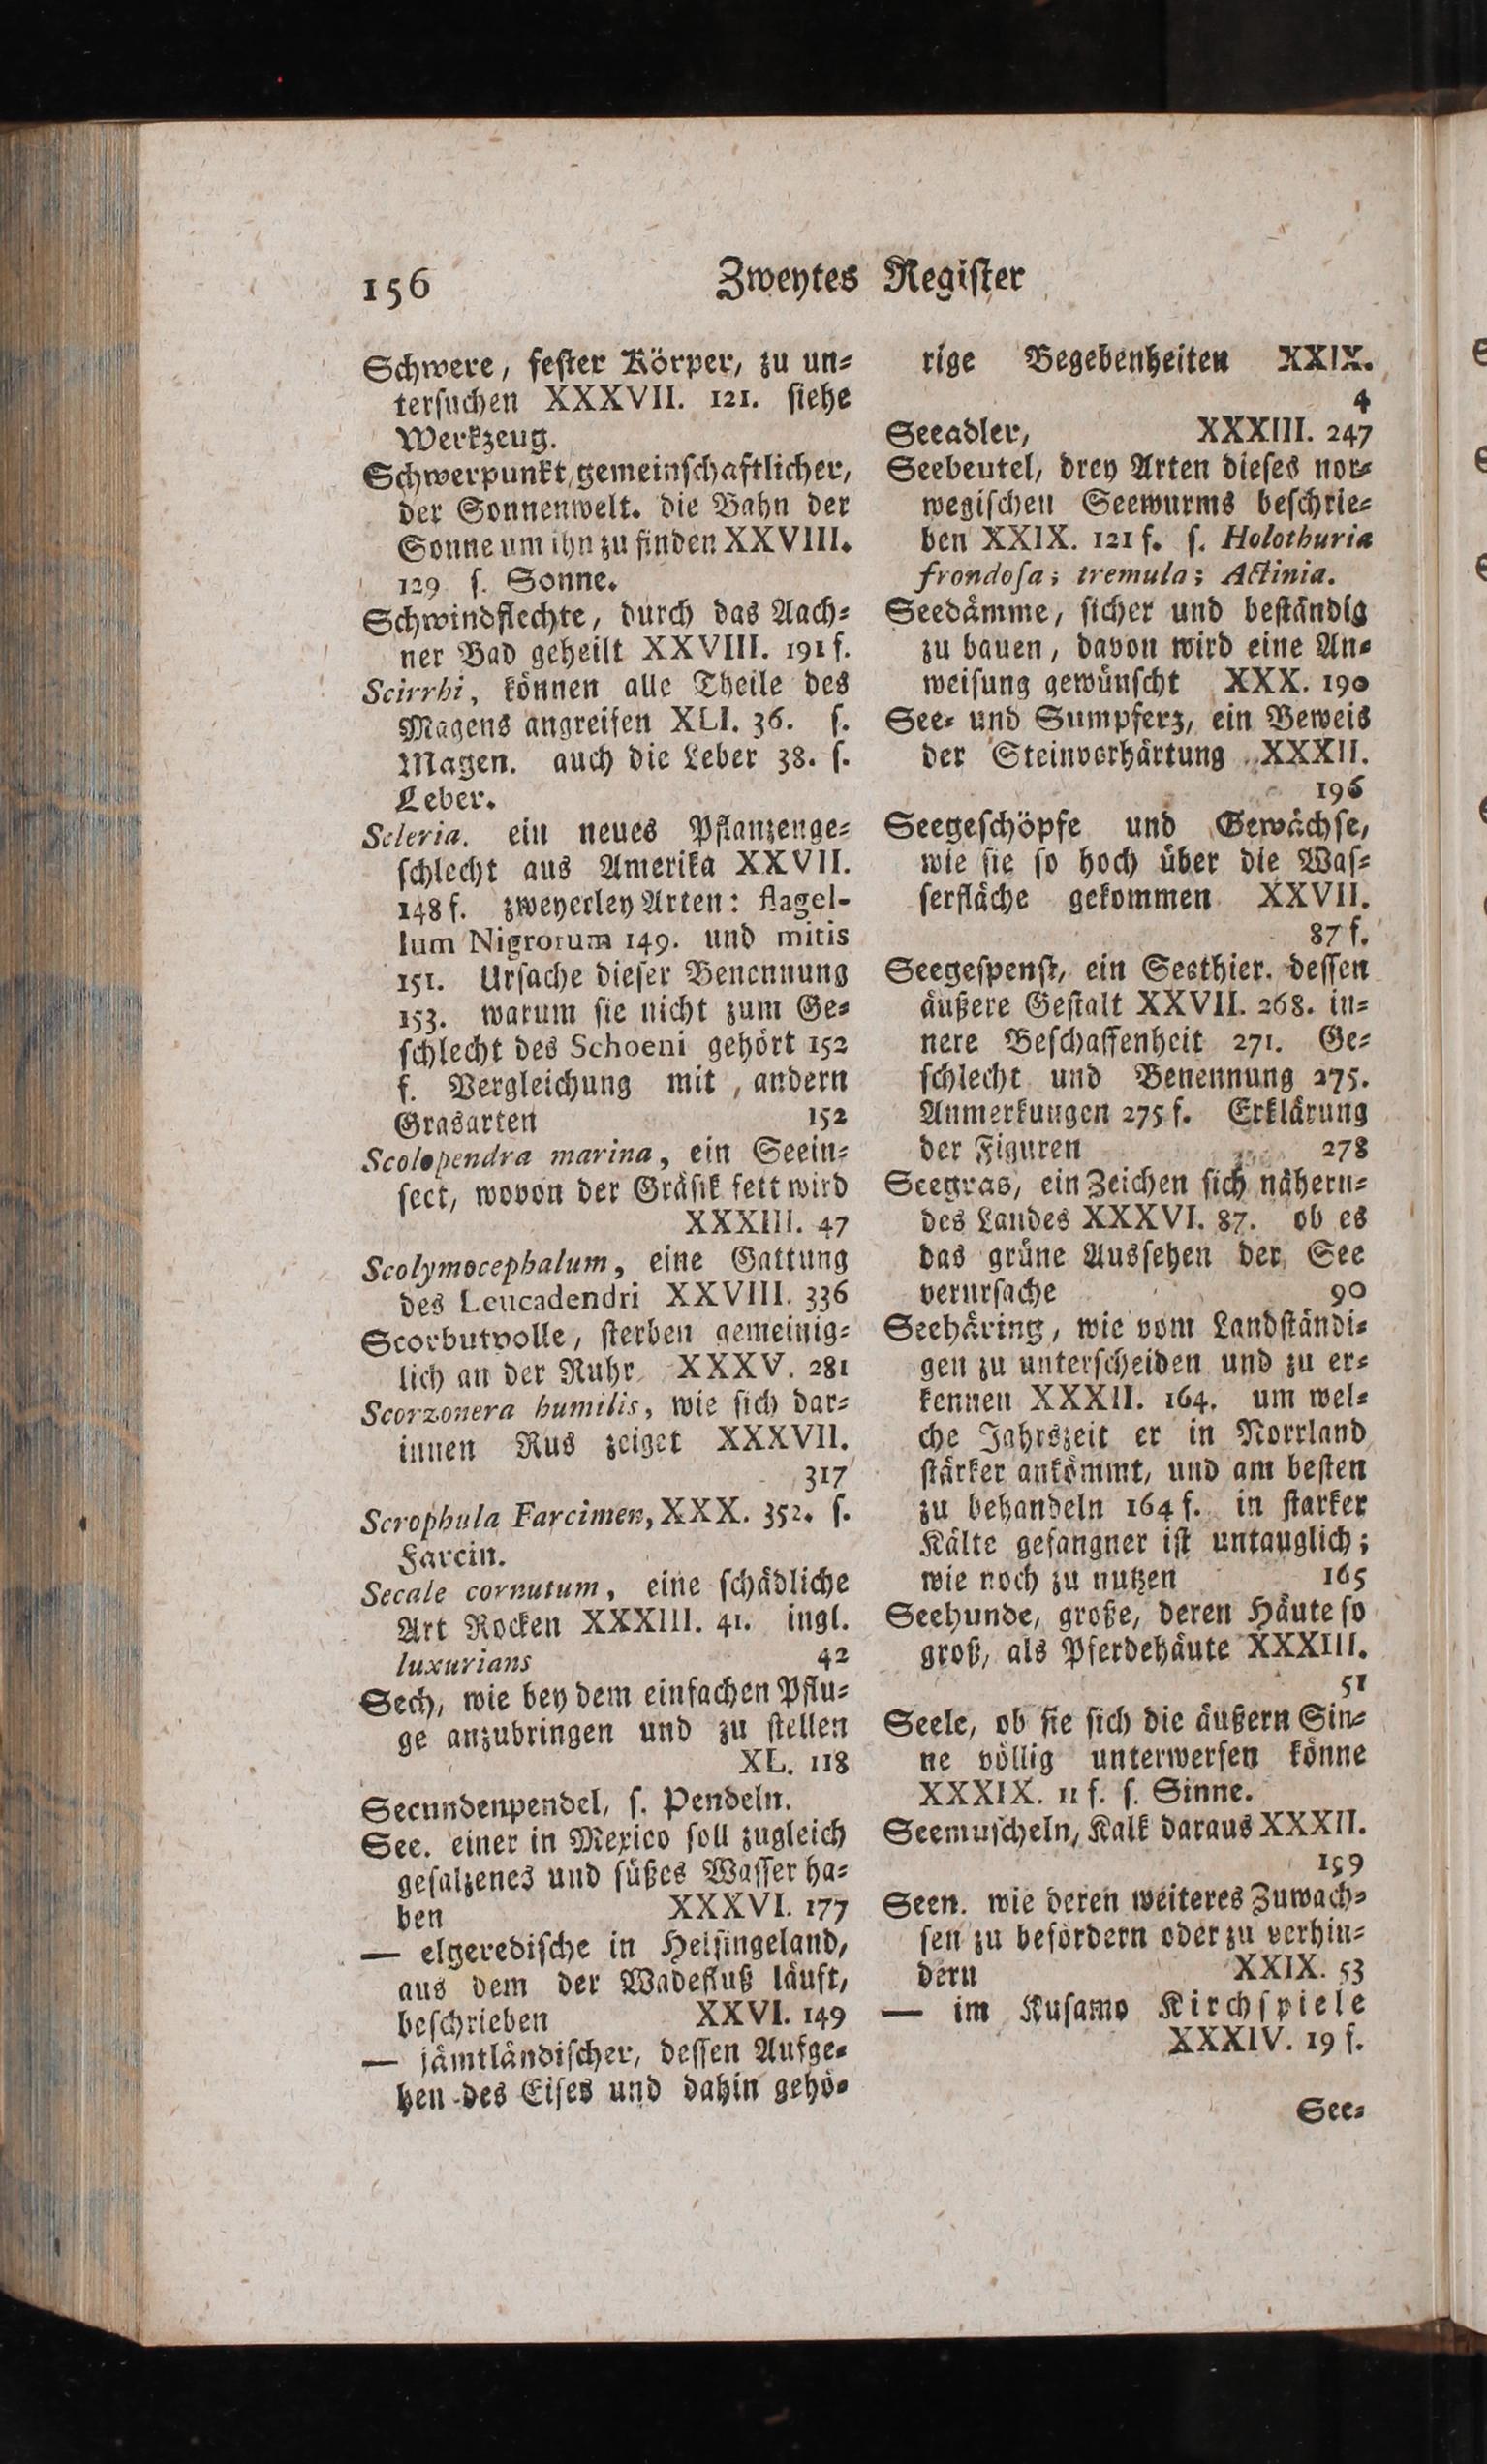 156 Zweytes Regiſter
Schwere, feſter Körper, zu un⸗
terſuchen XXXVII. 121. ſiehe
Werkzeug.
Schwerpunkt, gemeinſchaftlicher,
der Sonnenwelt. die Bahn der
Sonne um ihn zu finden XXVIII.
129 ſ. Sonne.
Schwindflechte, durch das Aach⸗
ner Bad geheilt XXVIII. 191 f.
Scirrhi, können alle Theile des
Magens angreifen XLI. 36. ſ.
Magen. auch die Leber 38. ſ.
Leber.
Scleria. ein neues Pflanzenge⸗
ſchlecht aus Amerika XXVII.
148 f. zweyerley Arten: flagel-
lum Nigrorum 149. und mitis
151. Urſache dieſer Benennung
153. warum ſie nicht zum Ge⸗
ſchlecht des Schoeni gehört 152
f. Vergleichung mit andern
Grasarten 152
Scolopendra marina, ein Seein⸗
ſect, wovon der Gräſik fett wird
XXXIII. 47
Scolymocephalum, eine Gattung
des Leucadendri XXVIII. 336
Scorbutvolle, ſterben gemeinig⸗
lich an der Ruhr XXXV. 281
Scorzonera humilis, wie ſich dar⸗
innen Rus zeiget XXXVII.
317
Scrophula Farcimen, XXX. 352. ſ.
Farcin.
Secale cornutum, eine ſchädliche
Art Rocken XXXIII. 41. ingl.
luxurians 42
Sech, wie bey dem einfachen Pflu⸗
ge anzubringen und zu ſtellen
XL. 118
Secundenpendel, ſ. Pendeln.
See. einer in Mexico ſoll zugleich
geſalzenes und ſüßes Waſſer ha⸗
ben XXXVI. 177
— elgerediſche in Helſingeland,
aus dem der Wadefluß läuft,
beſchrieben XXVI. 149
— jämtländiſcher, deſſen Aufge⸗
hen des Eiſes und dahin gehö⸗
rige Begebenheiten XXIX.
4
Seeadler, XXXIII. 247
Seebeutel, drey Arten dieſes nor⸗
wegiſchen Seewurms beſchrie⸗
ben XXIX. 121 f. ſ. Holothuria
frondoſa; tremula; Actinia.
Seedämme, ſicher und beſtändig
zu bauen, davon wird eine An⸗
weiſung gewünſcht XXX. 190
See⸗ und Sumpferz, ein Beweis
der Steinverhärtung XXXII.
196
Seegeſchöpfe und Gewächſe,
wie ſie ſo hoch über die Waſ⸗
ſerfläche gekommen XXVII.
87 f.
Seegeſpenſt, ein Seethier. deſſen
äußere Geſtalt XXVII. 268. in⸗
nere Beſchaffenheit 271. Ge⸗
ſchlecht und Benennung 275.
Anmerkungen 275 f. Erklärung
der Figuren 278
Seegras, ein Zeichen ſich nähern⸗
des Landes XXXVI. 87. ob es
das grüne Ausſehen der See
verurſache 90
Seehäring, wie vom Landſtändi⸗
gen zu unterſcheiden und zu er⸗
kennen XXXII. 164. um wel⸗
che Jahrszeit er in Norrland
ſtärker ankömmt, und am beſten
zu behandeln 164 f. in ſtarker
Kälte gefangner iſt untauglich;
wie noch zu nutzen 165
Seehunde, große, deren Häute ſo
groß, als Pferdehäute XXXIII.
51
Seele, ob ſie ſich die äußern Sin⸗
ne völlig unterwerfen könne
XXXIX. 11 f. ſ. Sinne.
Seemuſcheln, Kalk daraus XXXII.
159
Seen. wie deren weiteres Zuwach⸗
ſen zu befördern oder zu verhin⸗
dern XXIX. 53
— im Kuſamo Kirchſpiele
XXXIV. 19 f.
See⸗